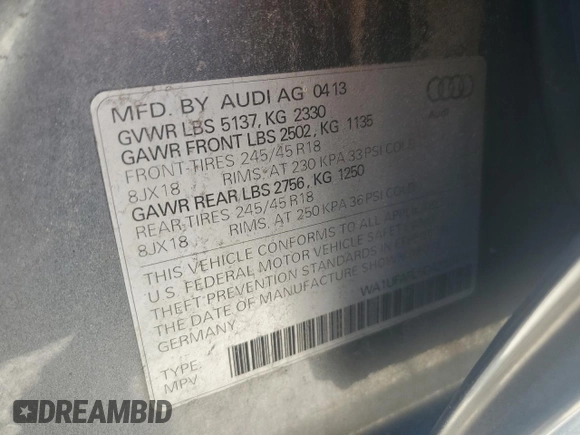 MFD. BY AUDI AG 0413
GVWR LBS 5137, KG 2330
GAWR FRONT LBS 2502, KG 1135
FRONT TIRES 245/45 R18
8JX18 RIMS, AT 230 KPA 33 PSI COLD
GAWR REAR LBS 2756, KG 1250
REAR TIRES 245/45 R18
8JX18 RIMS, AT 250 KPA 36 PSI COLD
THIS VEHICLE CONFORMS TO ALL
U.S. FEDERAL MOTOR VEHICLE
THEFT PREVENTION STANDARDS IN
THE DATE OF MANUFACTURE SHOWN
GERMANY
TYPE:
MPV
DREAMBID